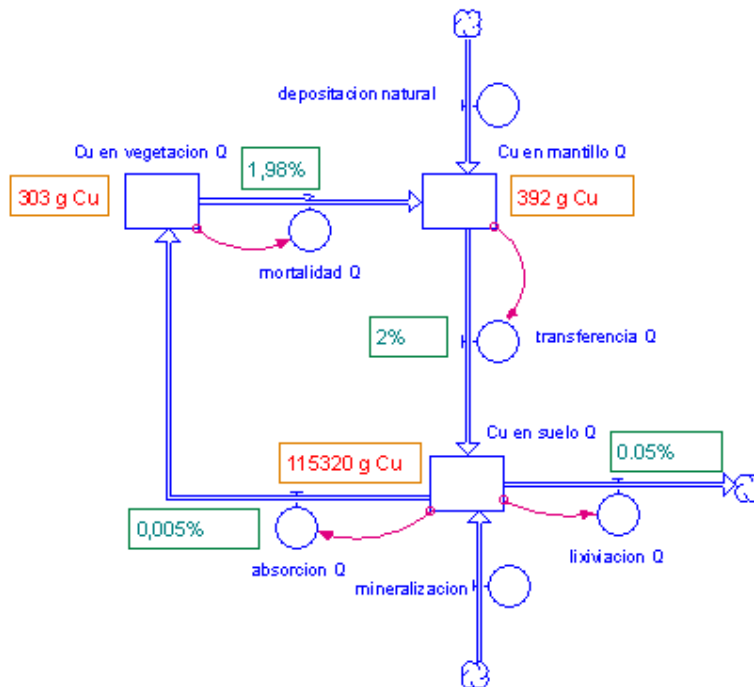 depositacion natural
Cu en vegetacion Q
Cu en mantillo Q
1,98%
303 g Cu
392 g Cu
mortalidad Q
2%
transferencia Q
Cu en suelo Q
115320 g Cu
0.05%
0,005%
absorcion Q
lixiviacion Q
mineralizacion